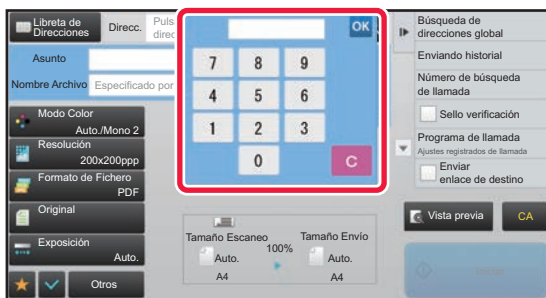 Libreta de
Direcciones
Direcc.
Asunto
Nombre Archivo
Especificado por
Modo Color
Auto./Mono 2
Resolución
200x200ppp
Formato de Fichero
PDF
Original
Exposición
Auto.
Otros
OK
7 8 9
4 5 6
1 2 3
0 C
Tamaño Escaneo
100%
Tamaño Envío
Auto.
Auto.
A4
A4
Búsqueda de
direcciones global
Enviando historial
Número de búsqueda
de llamada
Sello verificación
Programa de llamada
Ajustes registrados de llamada
Enviar
enlace de destino
Vista previa
CA